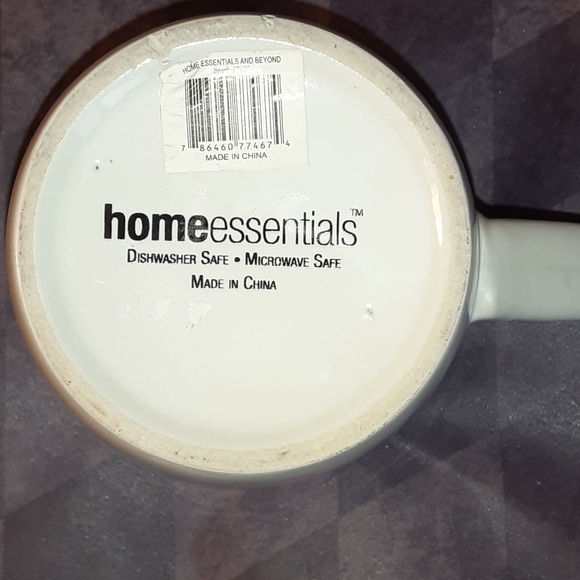 HOME ESSENTIALS AND BEYOND
7 86460 77467 4
MADE IN CHINA
homeessentials™
DISHWASHER SAFE • MICROWAVE SAFE
MADE IN CHINA